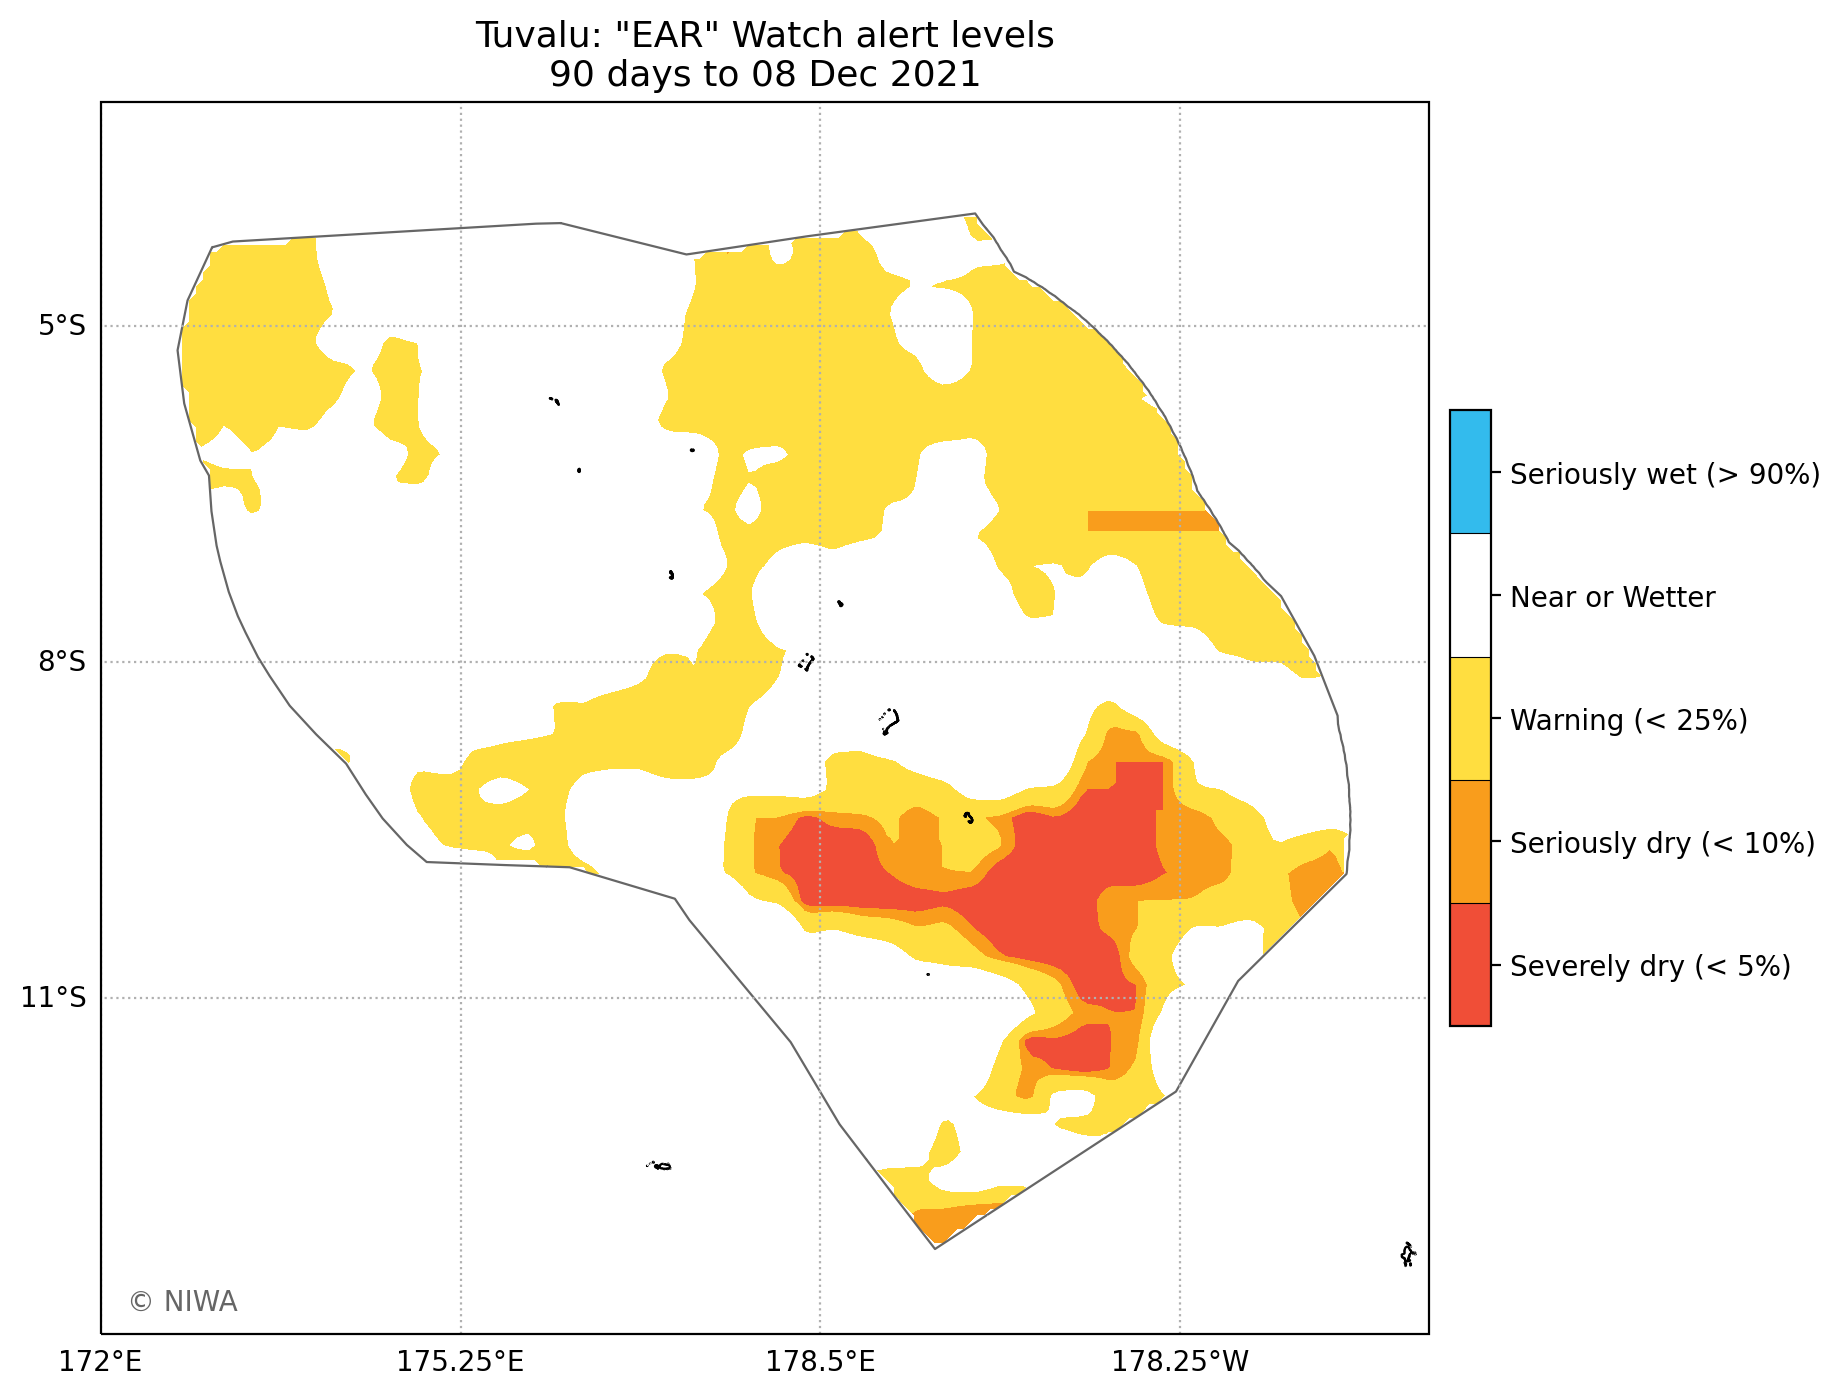 Tuvalu: "EAR" Watch alert levels
90 days to 08 Dec 2021
5°S
8°S
11°S
172°E
175.25°E
178.5°E
178.25°W
Seriously wet (> 90%)
Near or Wetter
Warning (< 25%)
Seriously dry (< 10%)
Severely dry (< 5%)
© NIWA